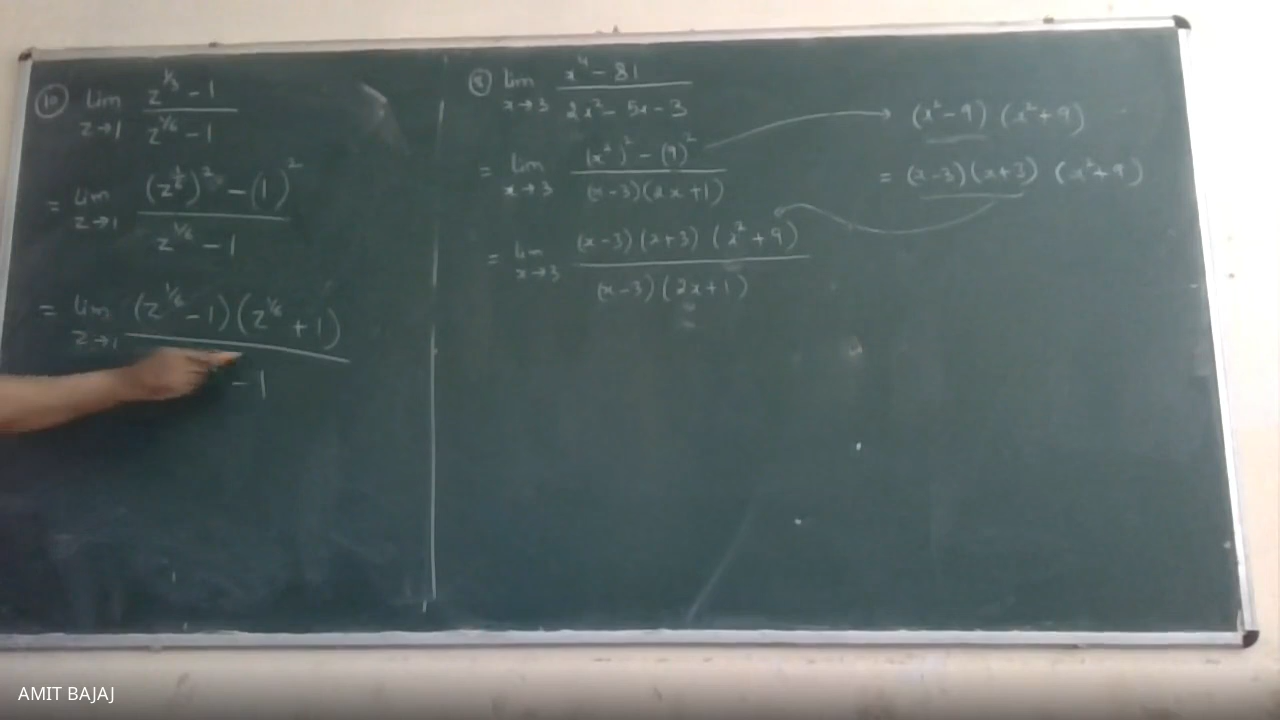 (10) lim z→1 (z^(1/3) - 1)/(z^(1/6) - 1)
= lim z→1 ((z^(1/6))^2 - (1)^2)/(z^(1/6) - 1)
= lim z→1 (z^(1/6) - 1)(z^(1/6) + 1)/
- 1
(8) lim x→3 (x^4 - 81)/(2x^2 - 5x - 3)
= lim x→3 ((x^2)^2 - (9)^2)/((x-3)(2x+1))
= lim x→3 (x-3)(x+3)(x^2+9)/((x-3)(2x+1))
→ (x^2 - 9) (x^2 + 9)
= (x-3)(x+3) (x^2+9)
AMIT BAJAJ